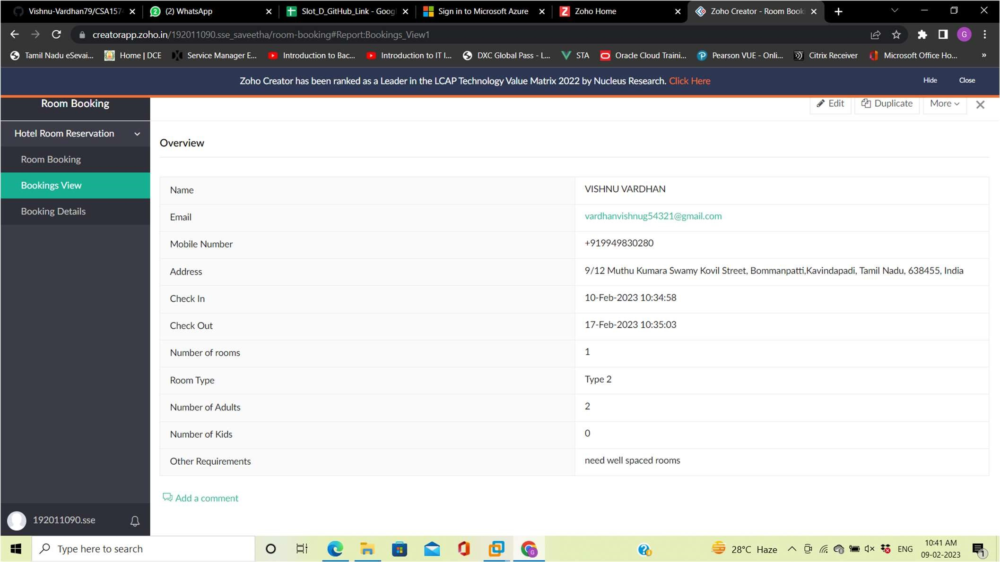 Vishnu-Vardhan79/CSA157
(2) WhatsApp
Slot_D_GitHub_Link - Goog
Sign in to Microsoft Azure
Zoho Home
Zoho Creator - Room Book
creatorapp.zoho.in/192011090.sse_saveetha/room-booking#Report:Bookings_View1
G
Tamil Nadu eSevai...
Home | DCE
Service Manager E...
Introduction to Bac...
Introduction to IT I...
DXC Global Pass - L...
STA
Oracle Cloud Traini...
Pearson VUE - Onli...
Citrix Receiver
Microsoft Office Ho...
»
Zoho Creator has been ranked as a Leader in the LCAP Technology Value Matrix 2022 by Nucleus Research. Click Here
Hide
Close
Room Booking
Edit
Duplicate
More
Hotel Room Reservation
Room Booking
Bookings View
Booking Details
Overview
Name VISHNU VARDHAN
Email vardhanvishnug54321@gmail.com
Mobile Number +919949830280
Address 9/12 Muthu Kumara Swamy Kovil Street, Bommanpatti,Kavindapadi, Tamil Nadu, 638455, India
Check In 10-Feb-2023 10:34:58
Check Out 17-Feb-2023 10:35:03
Number of rooms 1
Room Type Type 2
Number of Adults 2
Number of Kids 0
Other Requirements need well spaced rooms
Add a comment
192011090.sse
Type here to search
28°C Haze
ENG
10:41 AM
09-02-2023
1